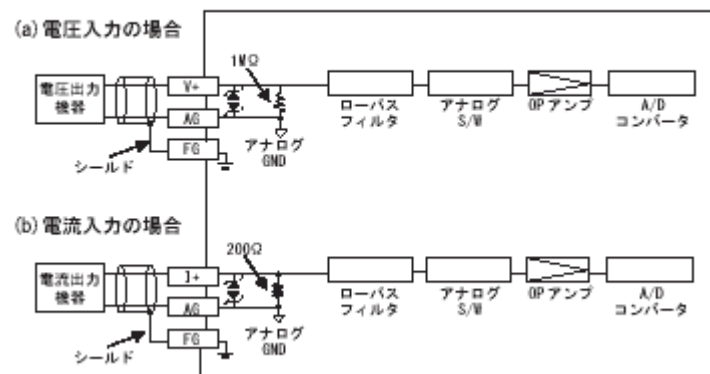 (a) 電圧入力の場合
1MΩ
電圧出力
機器
V+
AG
FG
シールド
アナログ
GND
ローパス
フィルタ
アナログ
S/W
OPアンプ
A/D
コンバータ
(b) 電流入力の場合
200Ω
電流出力
機器
I+
AG
FG
シールド
アナログ
GND
ローパス
フィルタ
アナログ
S/W
OPアンプ
A/D
コンバータ